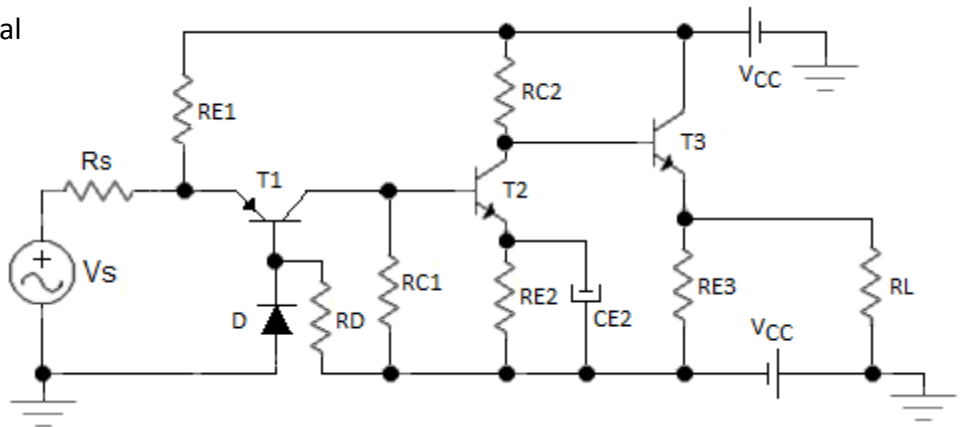 al
VCC
RC2
RE1
T3
Rs
T1
T2
Vs
RC1
RE2
RE3
RL
D
RD
CE2
VCC